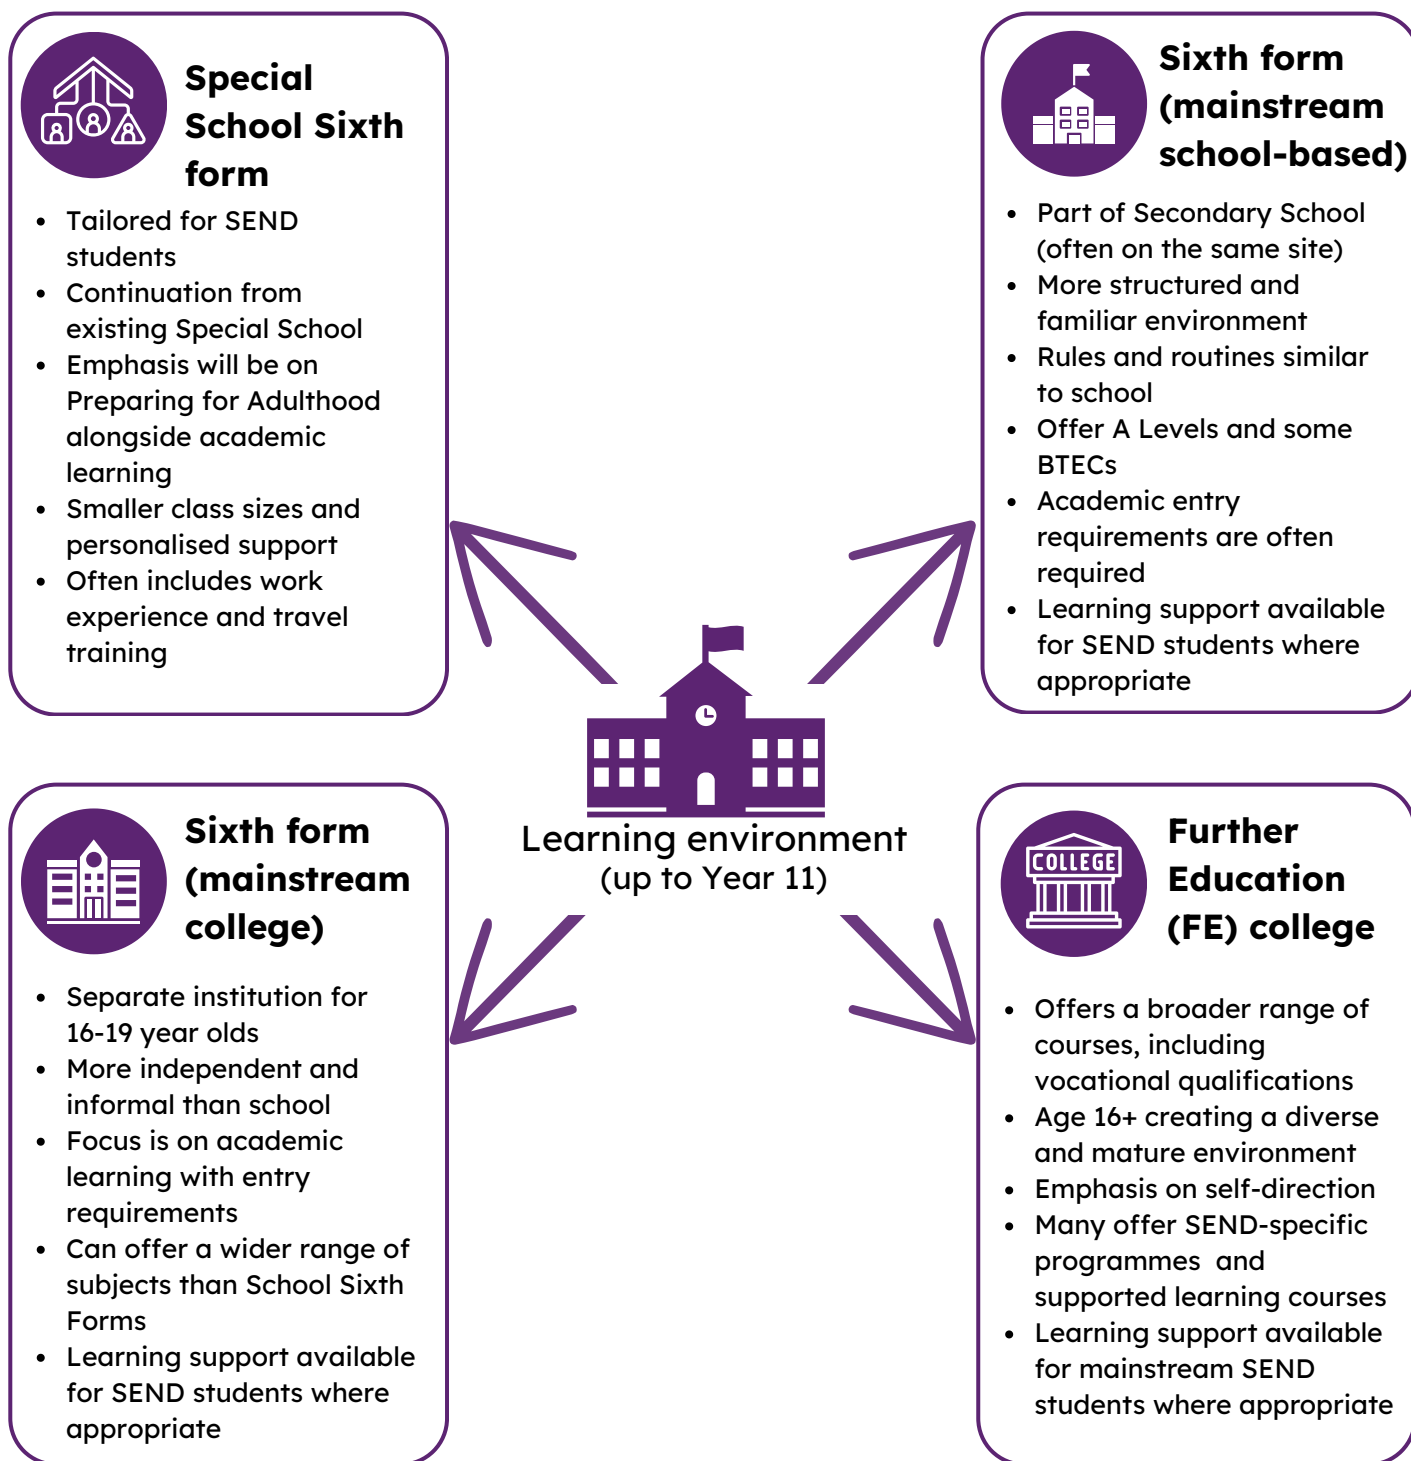 Special
School Sixth
form
• Tailored for SEND
students
• Continuation from
existing Special School
• Emphasis will be on
Preparing for Adulthood
alongside academic
learning
• Smaller class sizes and
personalised support
• Often includes work
experience and travel
training
Sixth form
(mainstream
school-based)
• Part of Secondary School
(often on the same site)
• More structured and
familiar environment
• Rules and routines similar
to school
• Offer A Levels and some
BTECs
• Academic entry
requirements are often
required
• Learning support available
for SEND students where
appropriate
Learning environment
(up to Year 11)
Sixth form
(mainstream
college)
• Separate institution for
16-19 year olds
• More independent and
informal than school
• Focus is on academic
learning with entry
requirements
• Can offer a wider range of
subjects than School Sixth
Forms
• Learning support available
for SEND students where
appropriate
COLLEGE
Further
Education
(FE) college
• Offers a broader range of
courses, including
vocational qualifications
• Age 16+ creating a diverse
and mature environment
• Emphasis on self-direction
• Many offer SEND-specific
programmes  and
supported learning courses
• Learning support available
for mainstream SEND
students where appropriate